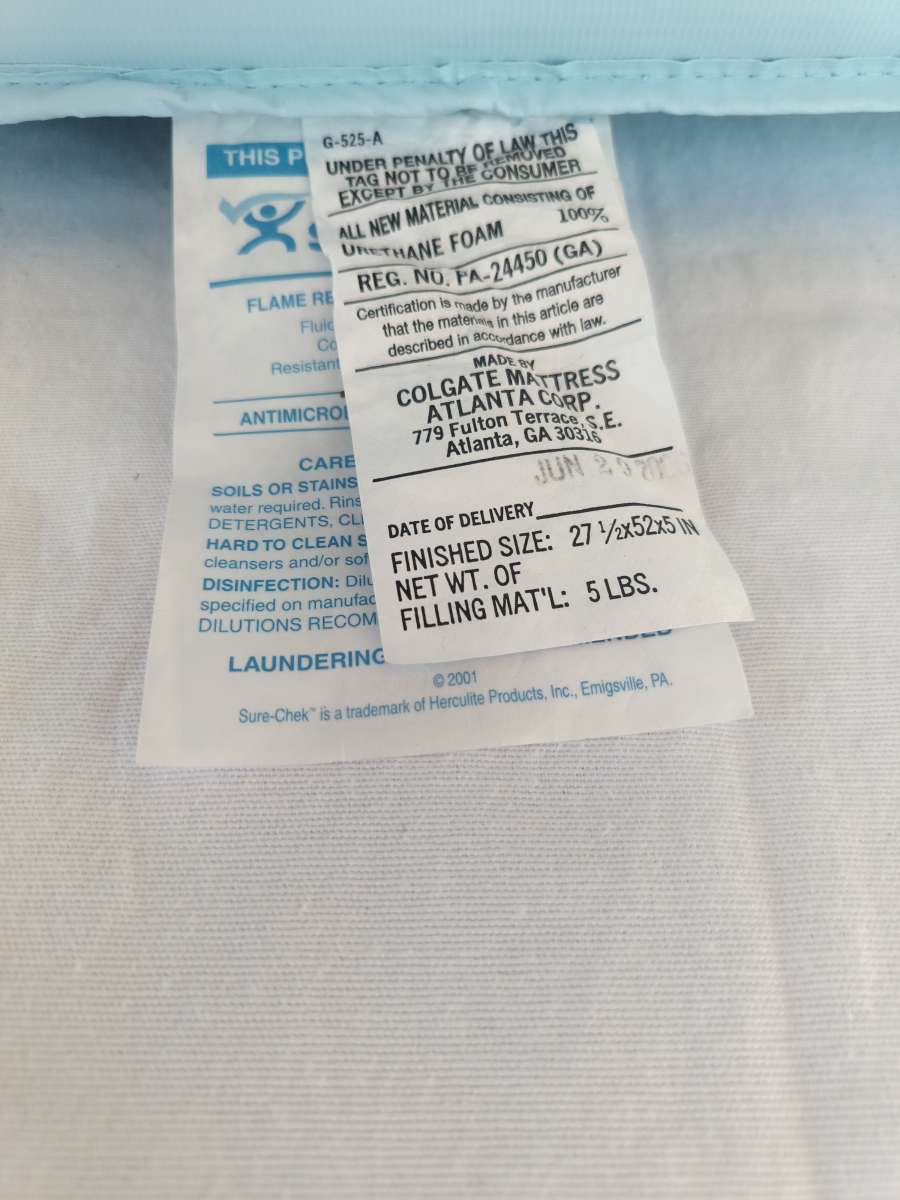 G-525-A
UNDER PENALTY OF LAW THIS
TAG NOT TO BE REMOVED
EXCEPT BY THE CONSUMER
ALL NEW MATERIAL CONSISTING OF
100%
URETHANE FOAM
REG. NO. PA-24450 (GA)
Certification is made by the manufacturer
that the materials in this article are
described in accordance with law.
MADE BY
COLGATE MATTRESS
ATLANTA CORP.
779 Fulton Terrace, S.E.
Atlanta, GA 30316
JUN 29
DATE OF DELIVERY
FINISHED SIZE: 27 1/2x52x5 IN
NET WT. OF
FILLING MAT'L: 5 LBS.
THIS P
S
FLAME RE
Fluid
Co
Resistant
ANTIMICRO
CARE
SOILS OR STAINS
water required. Rins
DETERGENTS, CL
HARD TO CLEAN S
cleansers and/or sof
DISINFECTION: Dilu
specified on manufac
DILUTIONS RECOM
LAUNDERING
© 2001
Sure-Chek™ is a trademark of Herculite Products, Inc., Emigsville, PA.